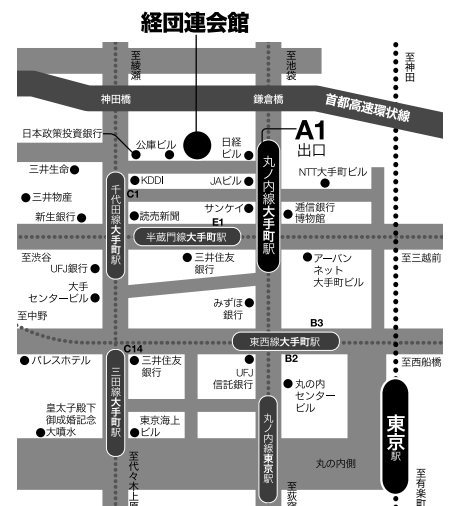 経団連会館
至綾瀬
至池袋
至神田
神田橋
鎌倉橋
首都高速環状線
日本政策投資銀行
公庫ビル
日経
ビル
A1
出口
三井生命
KDDI
JAビル
NTT大手町ビル
C1
三井物産
千代田線大手町駅
丸ノ内線大手町駅
新生銀行
読売新聞
サンケイ
逓信銀行
博物館
E1
半蔵門線大手町駅
至渋谷
至三越前
UFJ銀行
三井住友
銀行
アーバン
ネット
大手町ビル
大手
センタービル
みずほ
銀行
至中野
B3
東西線大手町駅
C14
B2
パレスホテル
三井住友
銀行
UFJ
信託銀行
至西船橋
三田線大手町駅
丸の内
センター
ビル
皇太子殿下
御成婚記念
大噴水
東京海上
ビル
丸ノ内線東京駅
東京駅
丸の内側
至代々木上原
至荻窪
至有楽町